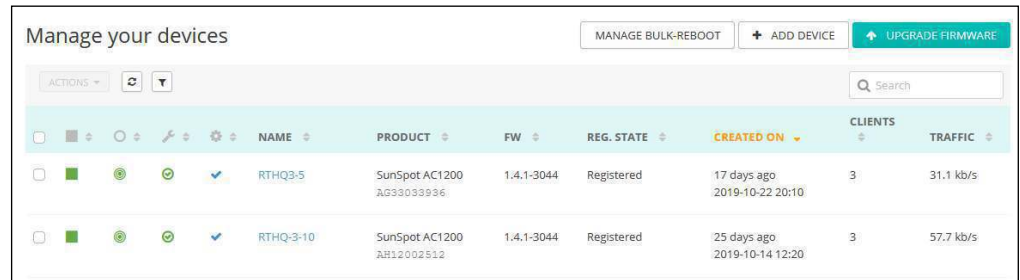 Manage your devices
MANAGE BULK-REBOOT
+ ADD DEVICE
UPGRADE FIRMWARE
ACTIONS
Search
NAME PRODUCT FW REG. STATE CREATED ON CLIENTS TRAFFIC
RTHQ3-5 SunSpot AC1200 1.4.1-3044 Registered 17 days ago 3 31.1 kb/s
AG33033936 2019-10-22 20:10
RTHQ-3-10 SunSpot AC1200 1.4.1-3044 Registered 25 days ago 3 57.7 kb/s
AH12002512 2019-10-14 12:20